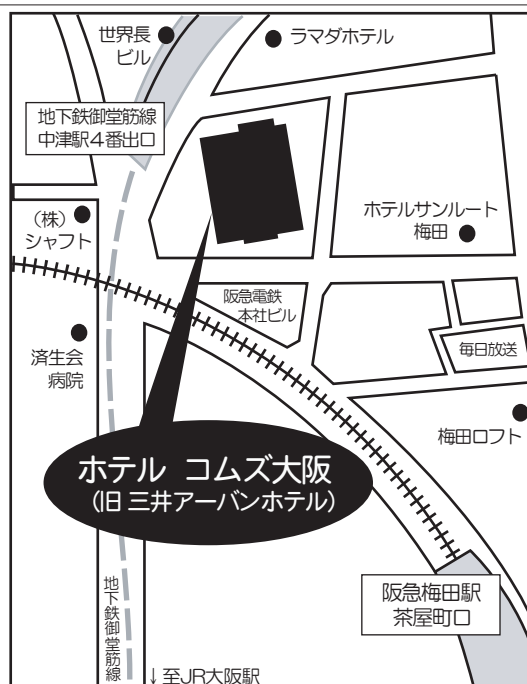 世界長
ビル
ラマダホテル
地下鉄御堂筋線
中津駅4番出口
(株)
シャフト
ホテルサンルート
梅田
阪急電鉄
本社ビル
毎日放送
済生会
病院
梅田ロフト
ホテル コムズ大阪
(旧 三井アーバンホテル)
地下鉄御堂筋線
阪急梅田駅
茶屋町口
↓至JR大阪駅